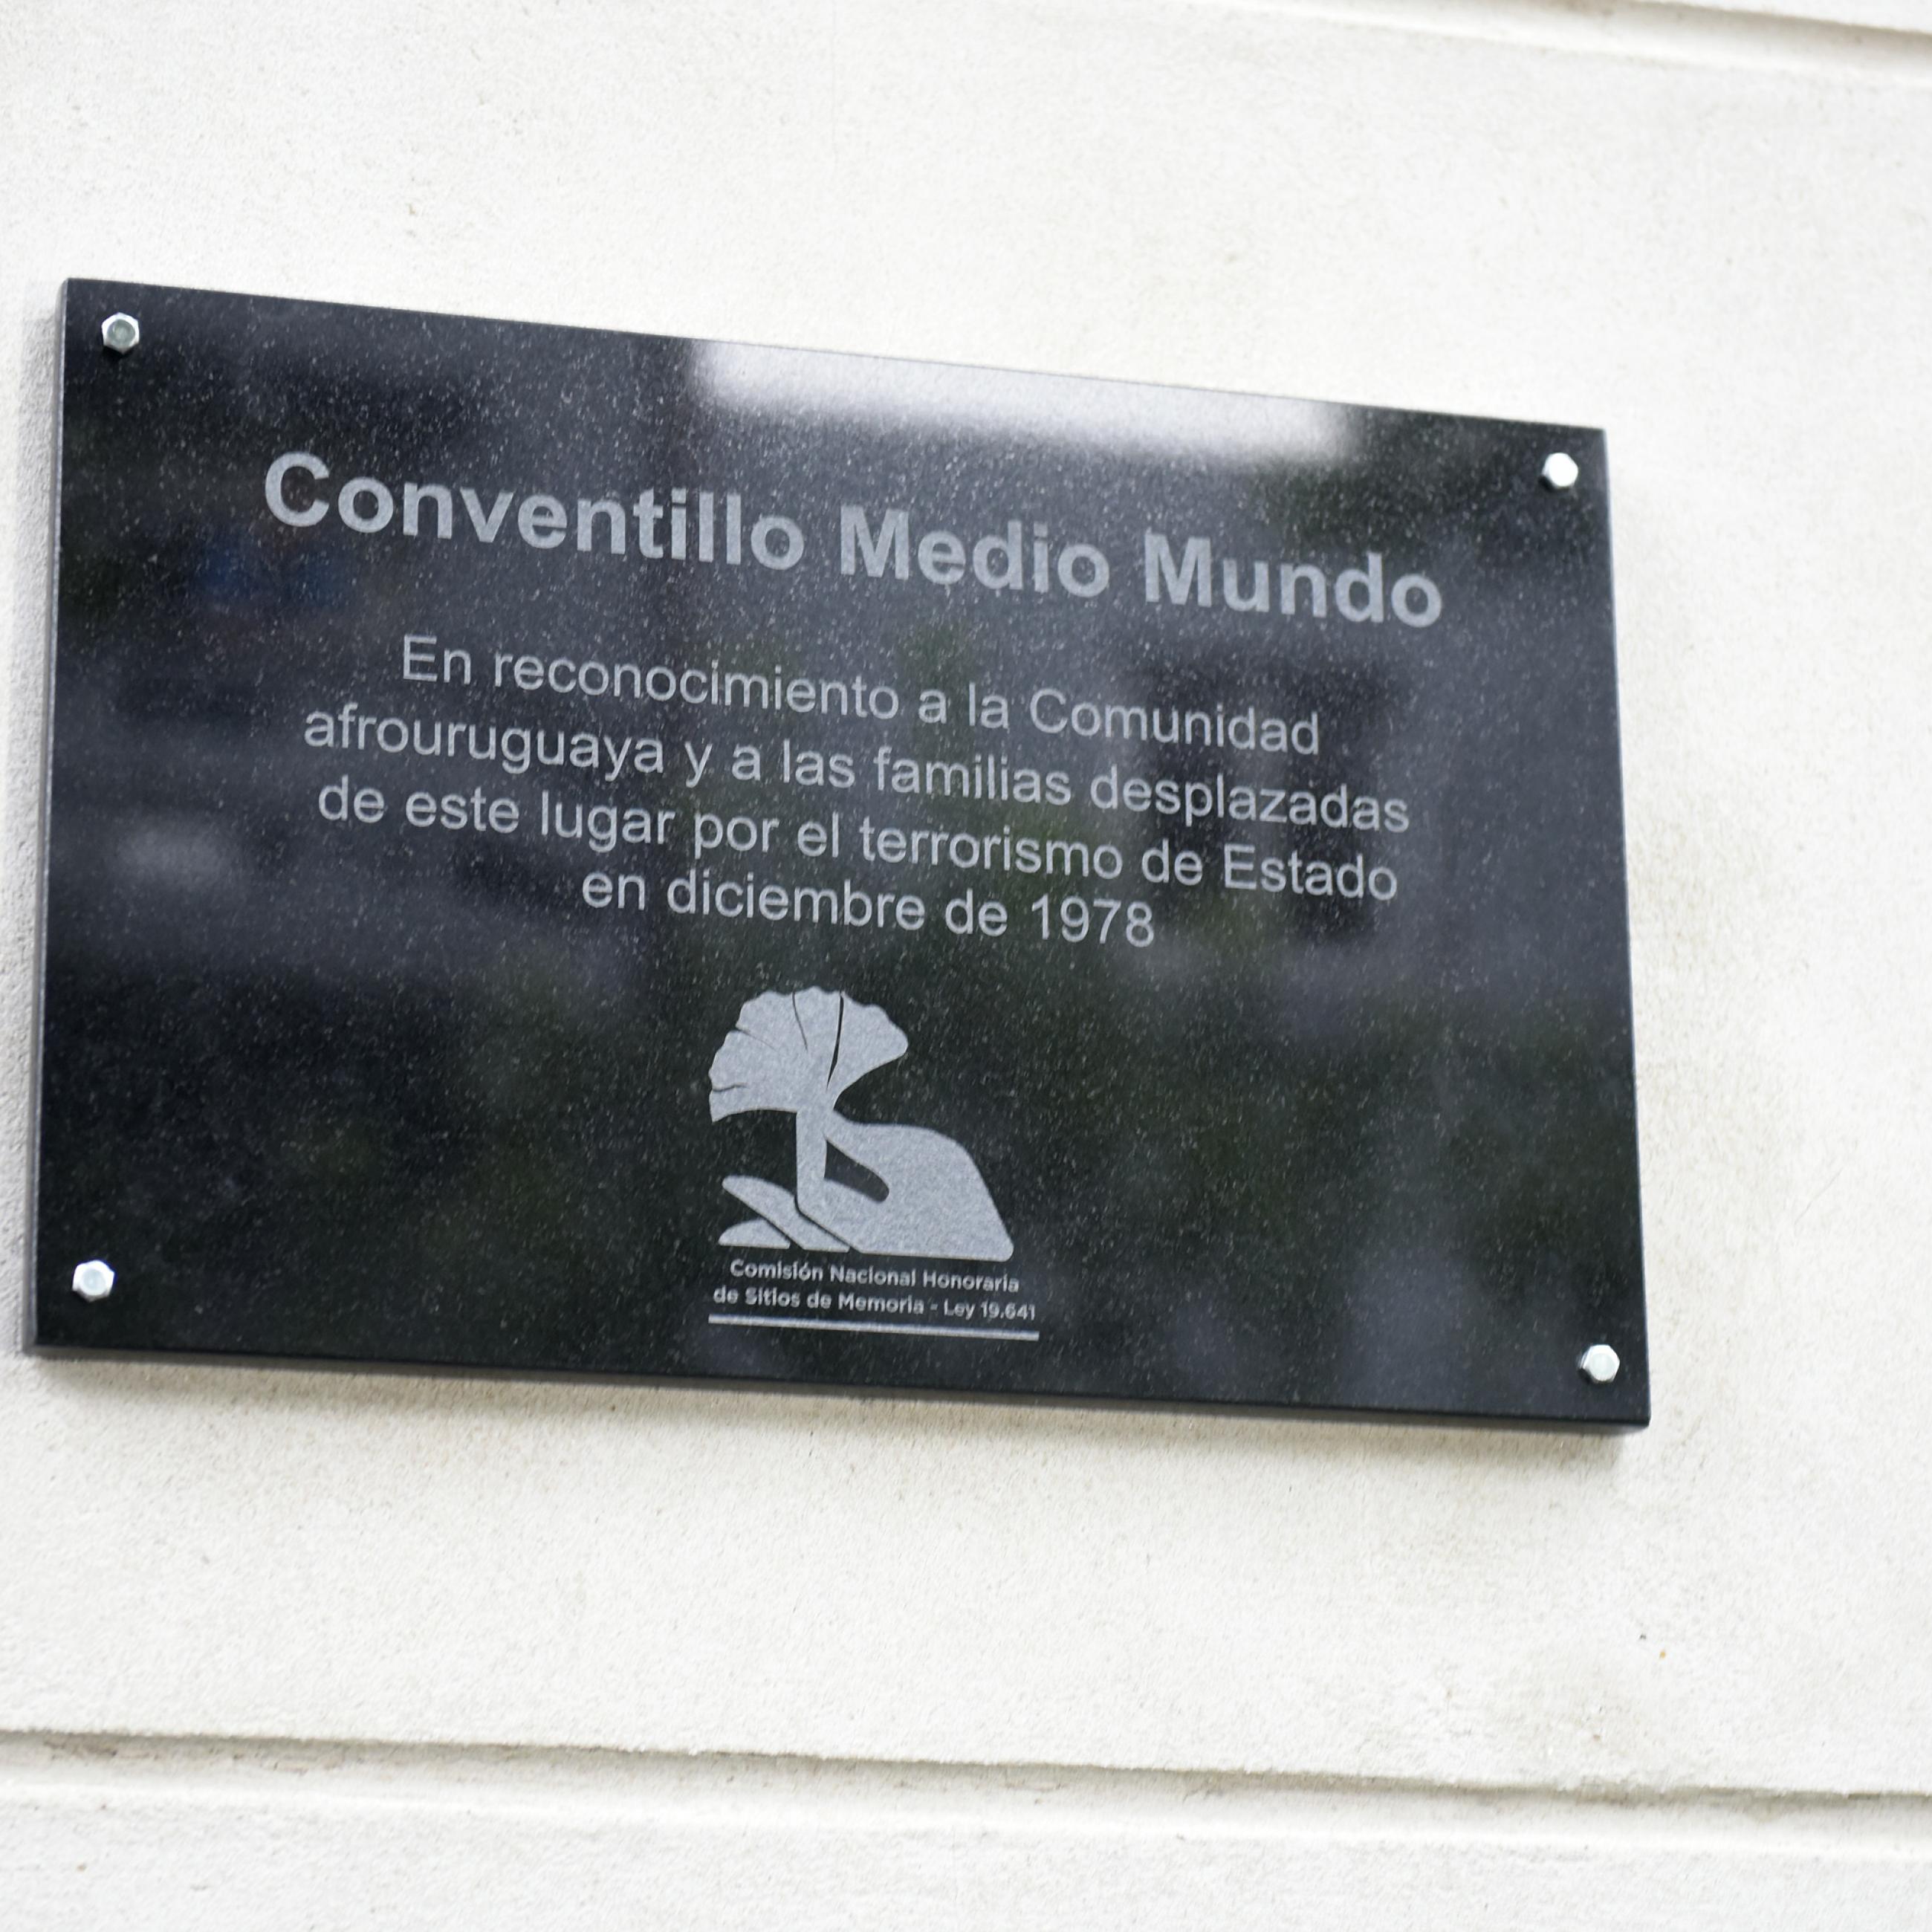 Conventillo Medio Mundo
En reconocimiento a la Comunidad
afrouruguaya y a las familias desplazadas
de este lugar por el terrorismo de Estado
en diciembre de 1978
Comisión Nacional Honoraria
de Sitios de Memoria - Ley 19.641